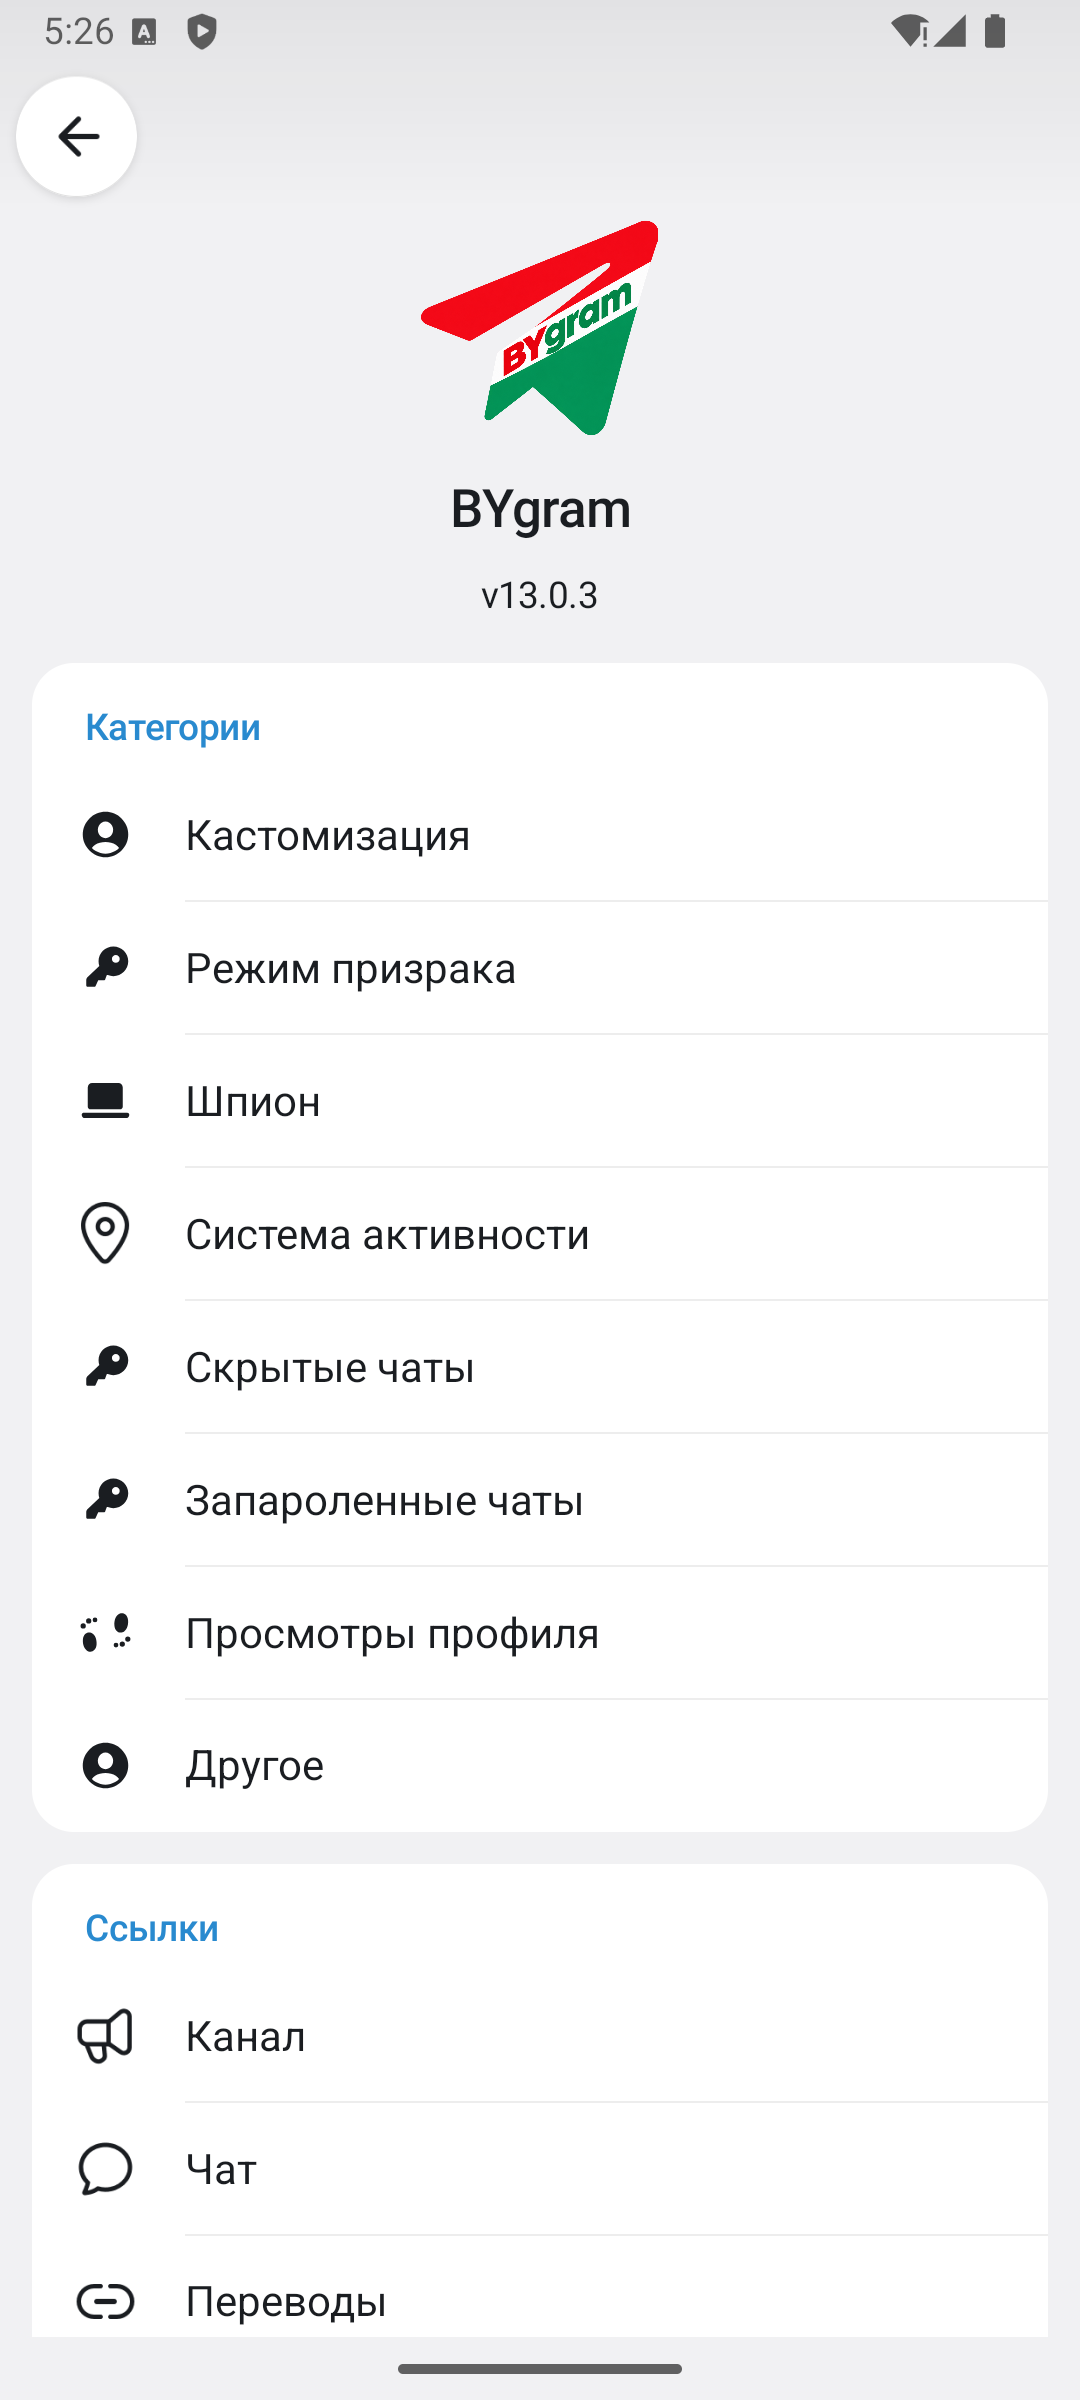 5:26
BYgram
BYgram
v13.0.3
Категории
Кастомизация
Режим призрака
Шпион
Система активности
Скрытые чаты
Запароленные чаты
Просмотры профиля
Другое
Ссылки
Канал
Чат
Переводы